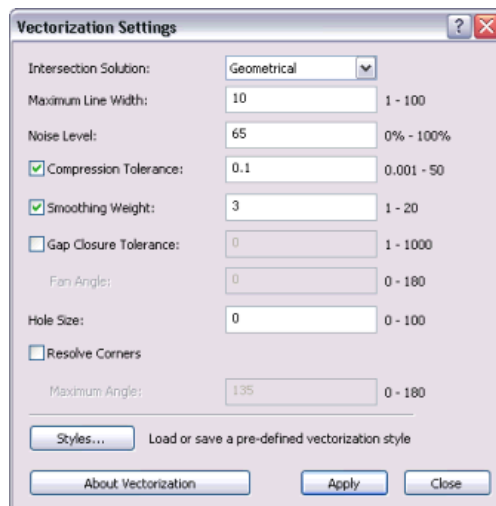 Vectorization Settings
Intersection Solution: Geometrical
Maximum Line Width: 10 1 - 100
Noise Level: 65 0% - 100%
Compression Tolerance: 0.1 0.001 - 50
Smoothing Weight: 3 1 - 20
Gap Closure Tolerance: 0 1 - 1000
Fan Angle: 0 0 - 180
Hole Size: 0 0 - 100
Resolve Corners
Maximum Angle: 135 0 - 180
Styles... Load or save a pre-defined vectorization style
About Vectorization Apply Close